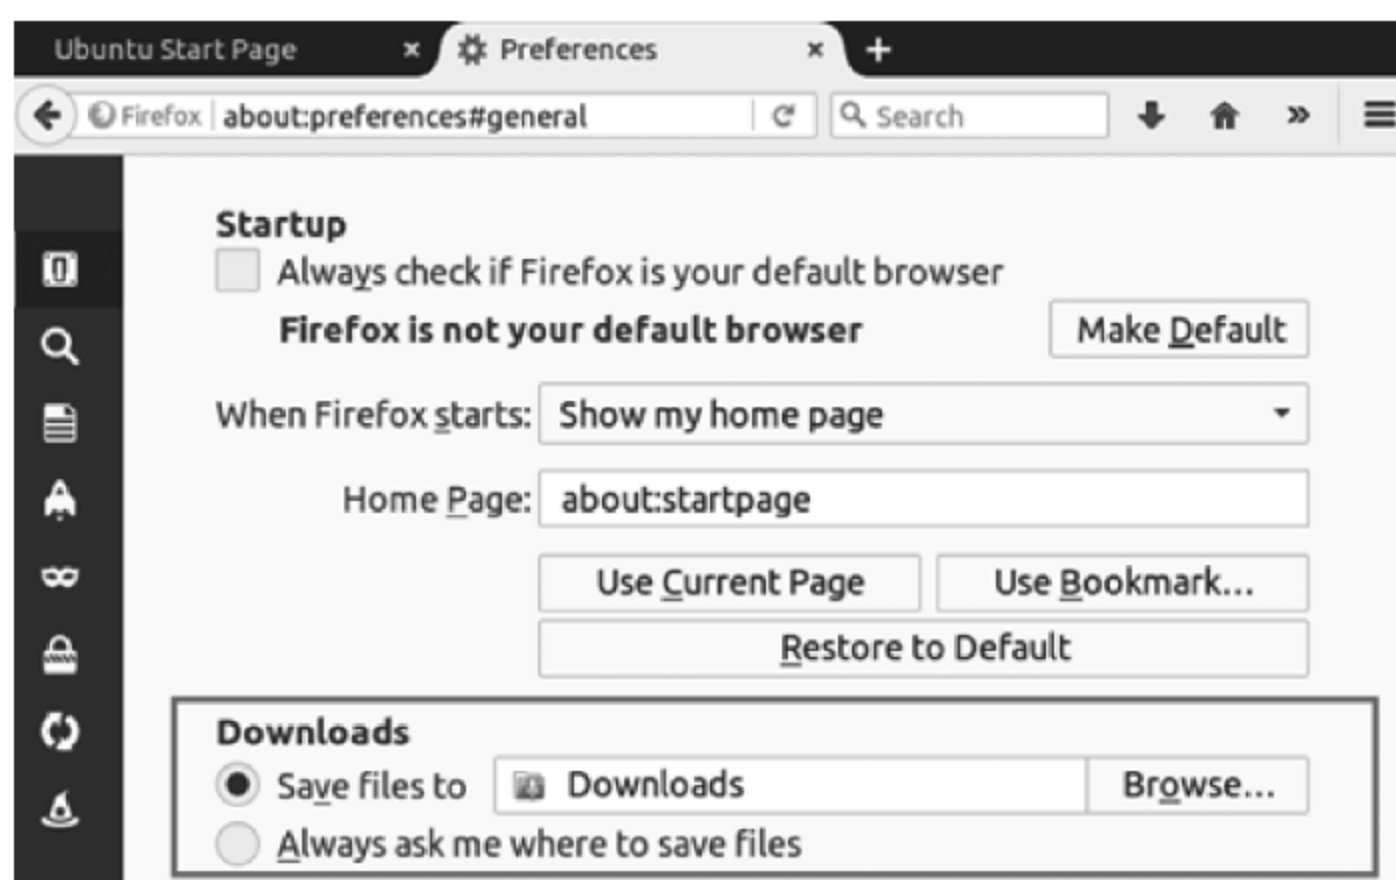 Ubuntu Start Page × Preferences × +
Firefox about:preferences#general Search
Startup
Always check if Firefox is your default browser
Firefox is not your default browser Make Default
When Firefox starts: Show my home page
Home Page: about:startpage
Use Current Page Use Bookmark...
Restore to Default
Downloads
Save files to Downloads Browse...
Always ask me where to save files